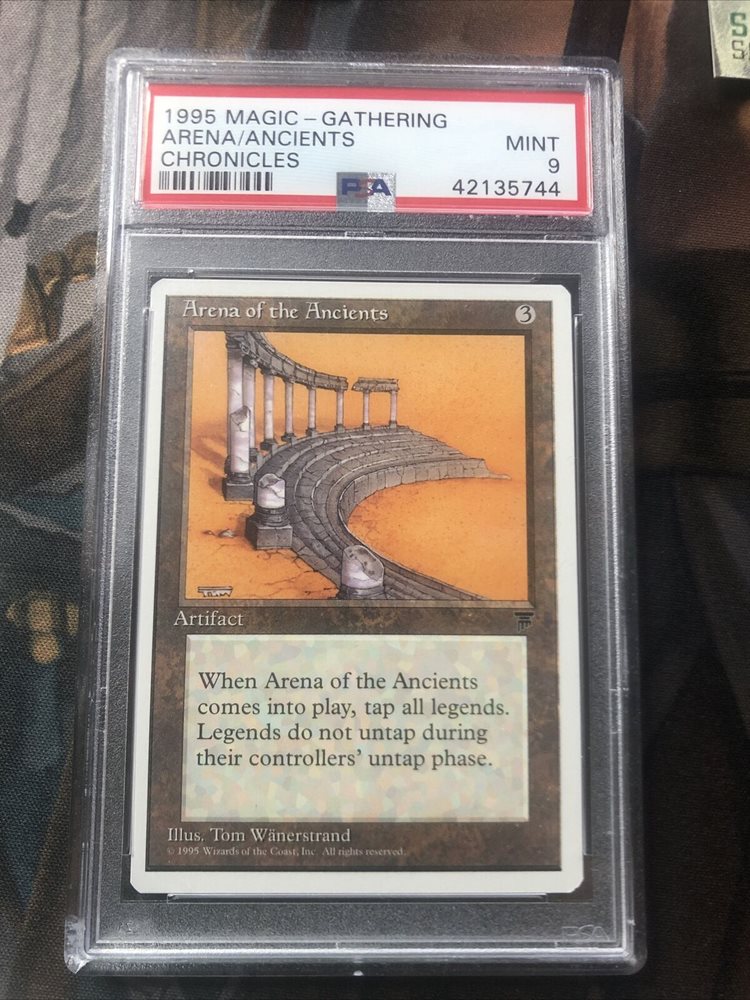 1995 MAGIC – GATHERING
ARENA/ANCIENTS
MINT
CHRONICLES
9
PSA
42135744
Arena of the Ancients
3
Artifact
When Arena of the Ancients
comes into play, tap all legends.
Legends do not untap during
their controllers' untap phase.
Illus. Tom Wänerstrand
© 1995 Wizards of the Coast, Inc. All rights reserved.
PSA